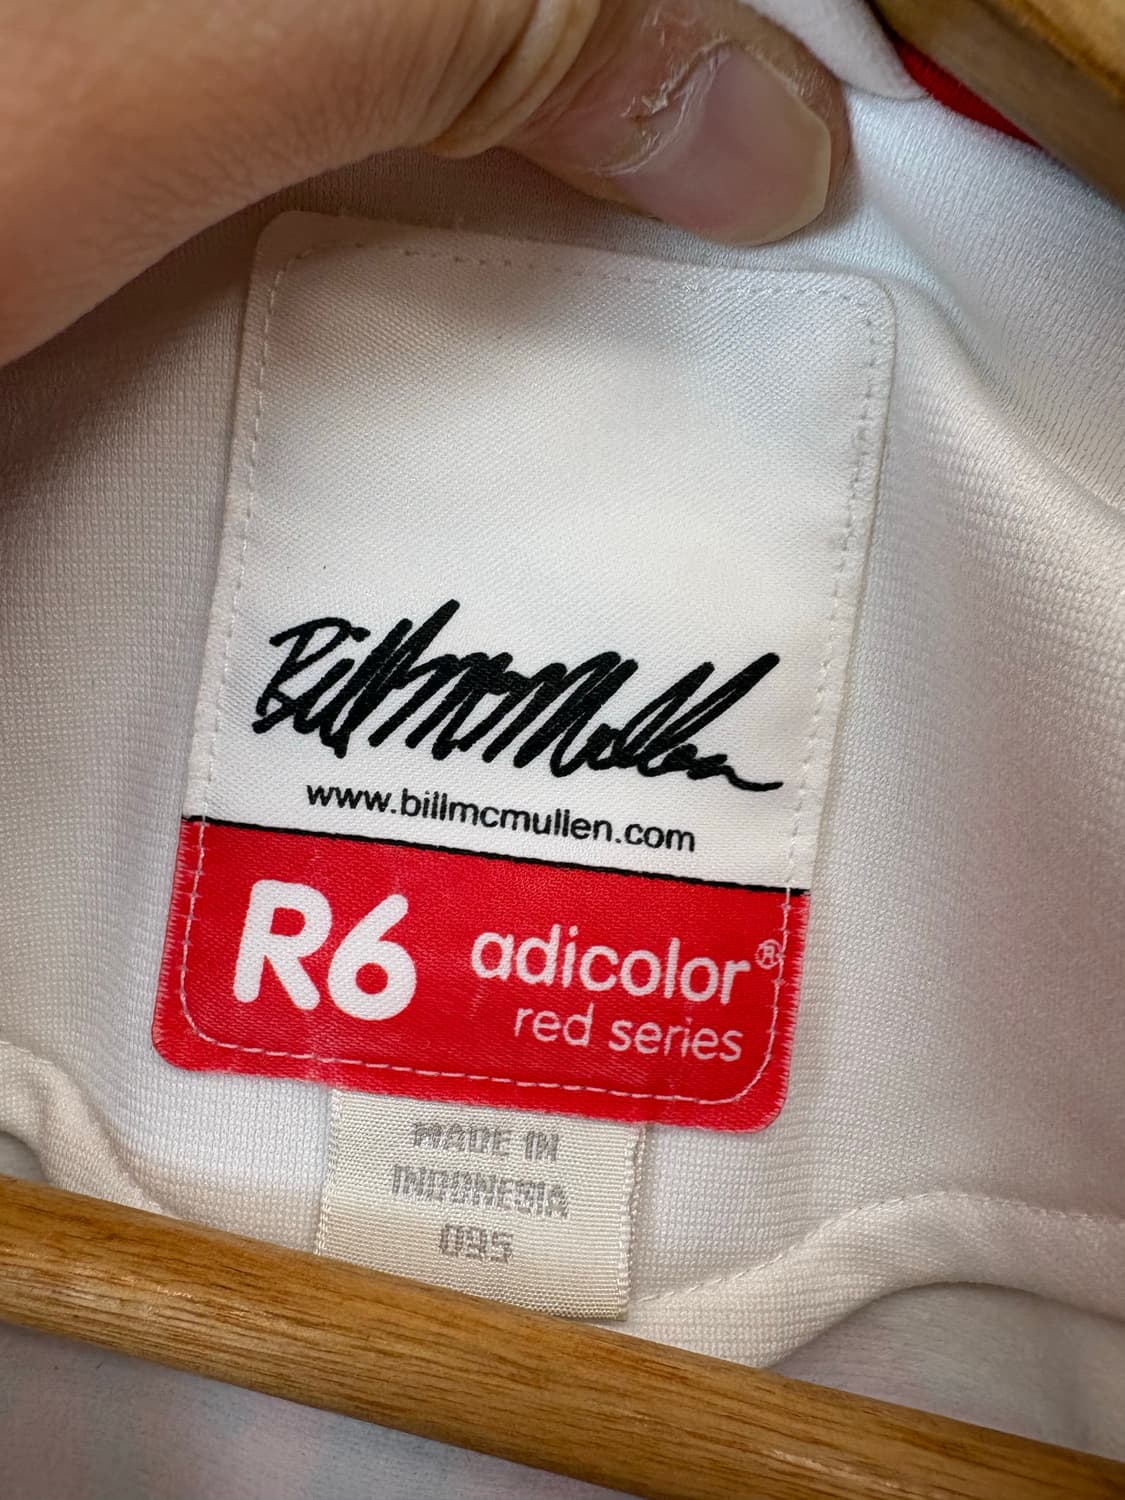 Bill McMullen
www.billmcmullen.com
R6 adicolor®
red series
MADE IN
INDONESIA
095